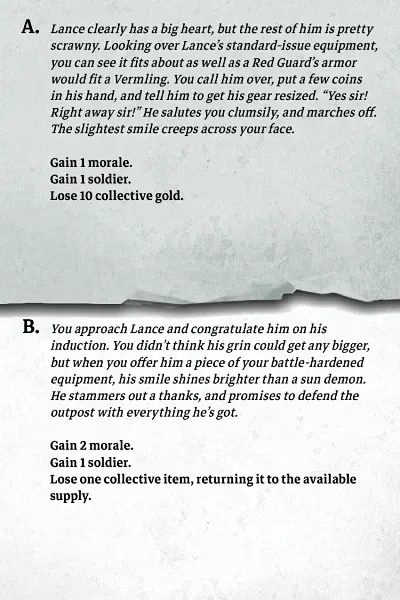 A. Lance clearly has a big heart, but the rest of him is pretty
scrawny. Looking over Lance's standard-issue equipment,
you can see it fits about as well as a Red Guard's armor
would fit a Vermling. You call him over, put a few coins
in his hand, and tell him to get his gear resized. “Yes sir!
Right away sir!” He salutes you clumsily, and marches off.
The slightest smile creeps across your face.
Gain 1 morale.
Gain 1 soldier.
Lose 10 collective gold.
B. You approach Lance and congratulate him on his
induction. You didn't think his grin could get any bigger,
but when you offer him a piece of your battle-hardened
equipment, his smile shines brighter than a sun demon.
He stammers out a thanks, and promises to defend the
outpost with everything he's got.
Gain 2 morale.
Gain 1 soldier.
Lose one collective item, returning it to the available
supply.